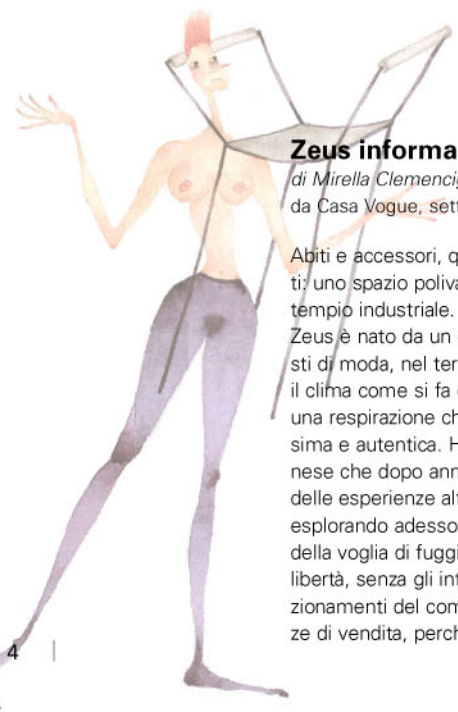 Zeus informa
di Mirella Clemencig
da Casa Vogue, sett
Abiti e accessori, q
ti: uno spazio poliva
tempio industriale.
Zeus è nato da un
sti di moda, nel ter
il clima come si fa
una respirazione ch
sima e autentica. H
nese che dopo ann
delle esperienze alt
esplorando adesso
della voglia di fuggi
libertà, senza gli int
zionamenti del com
ze di vendita, perch
4